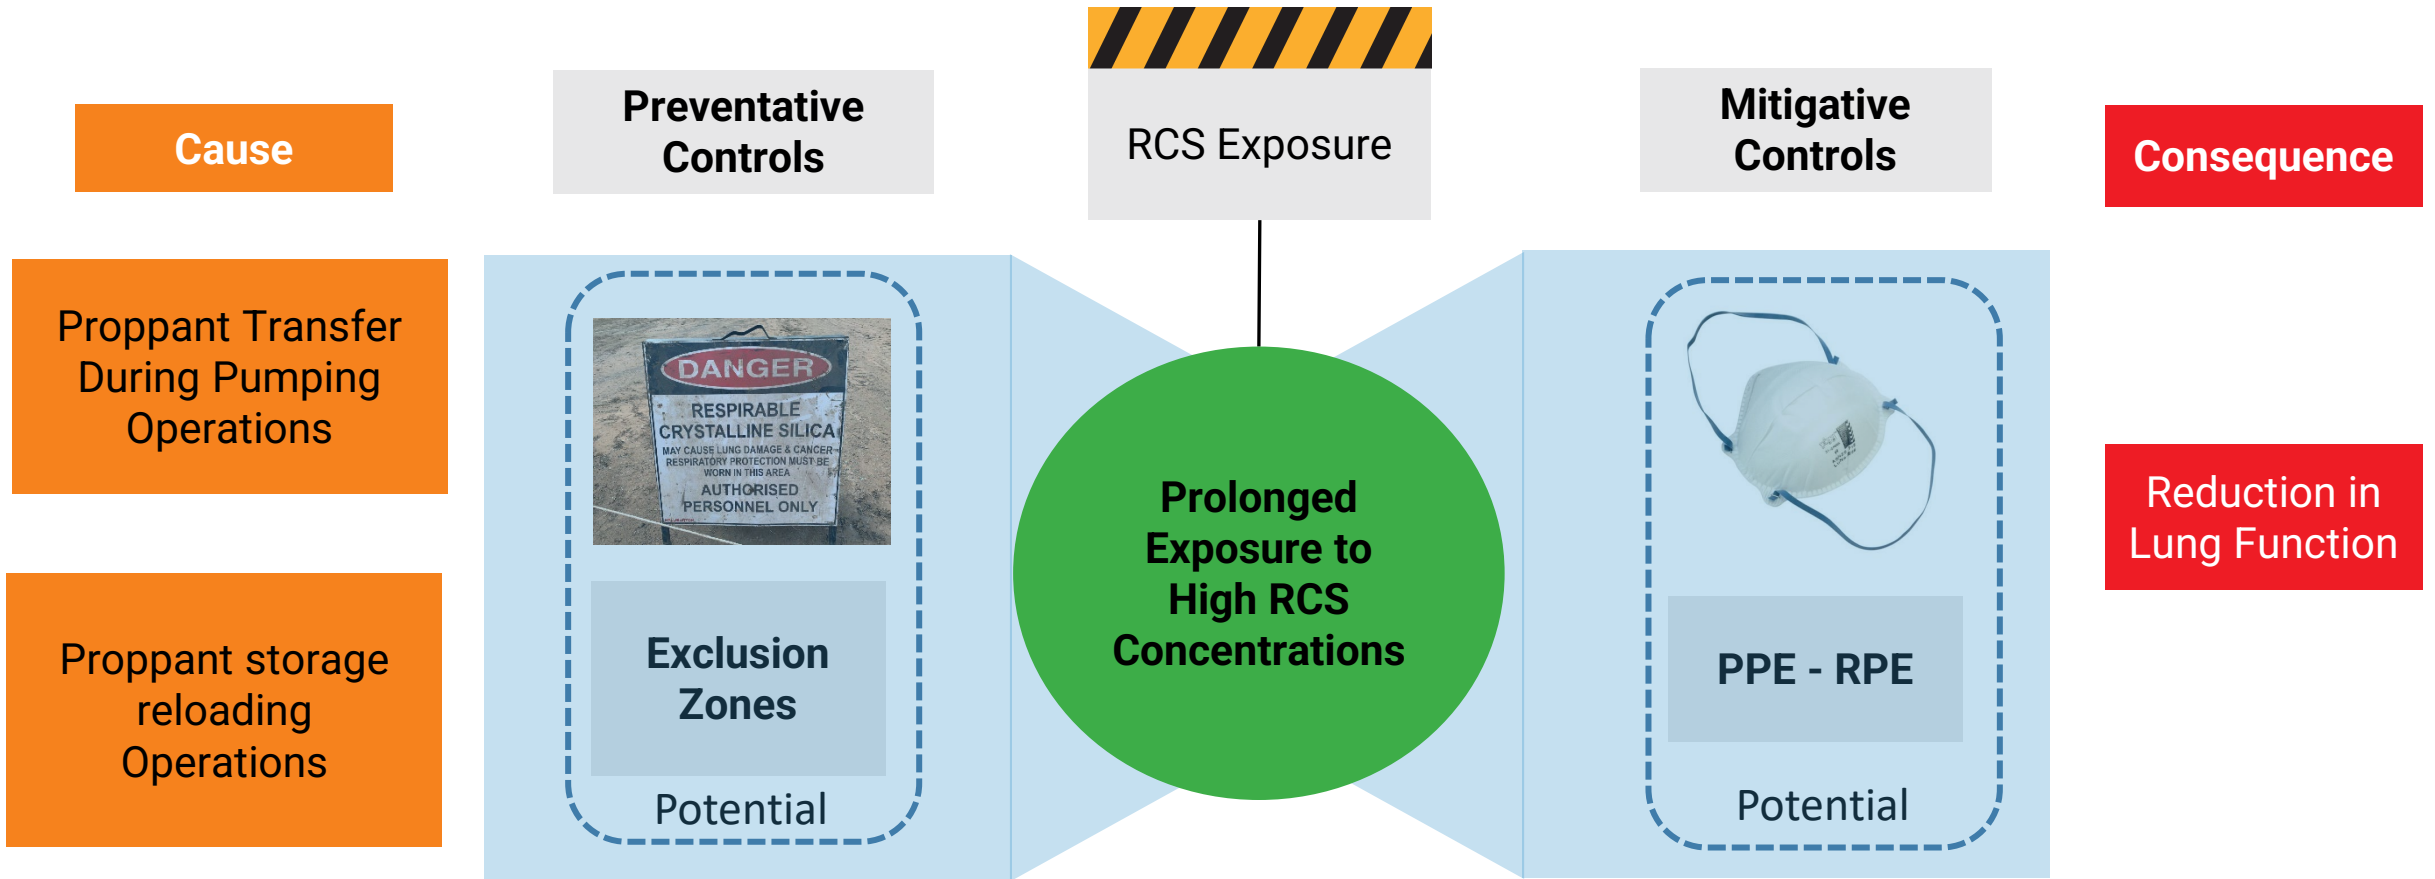 Cause
Preventative
Controls
RCS Exposure
Mitigative
Controls
Consequence
Proppant Transfer
During Pumping
Operations
Proppant storage
reloading
Operations
DANGER
RESPIRABLE
CRYSTALLINE SILICA
MAY CAUSE LUNG DAMAGE & CANCER
RESPIRATORY PROTECTION MUST BE
WORN IN THIS AREA
AUTHORISED
PERSONNEL ONLY
Exclusion
Zones
Potential
Prolonged
Exposure to
High RCS
Concentrations
PPE - RPE
Potential
Reduction in
Lung Function